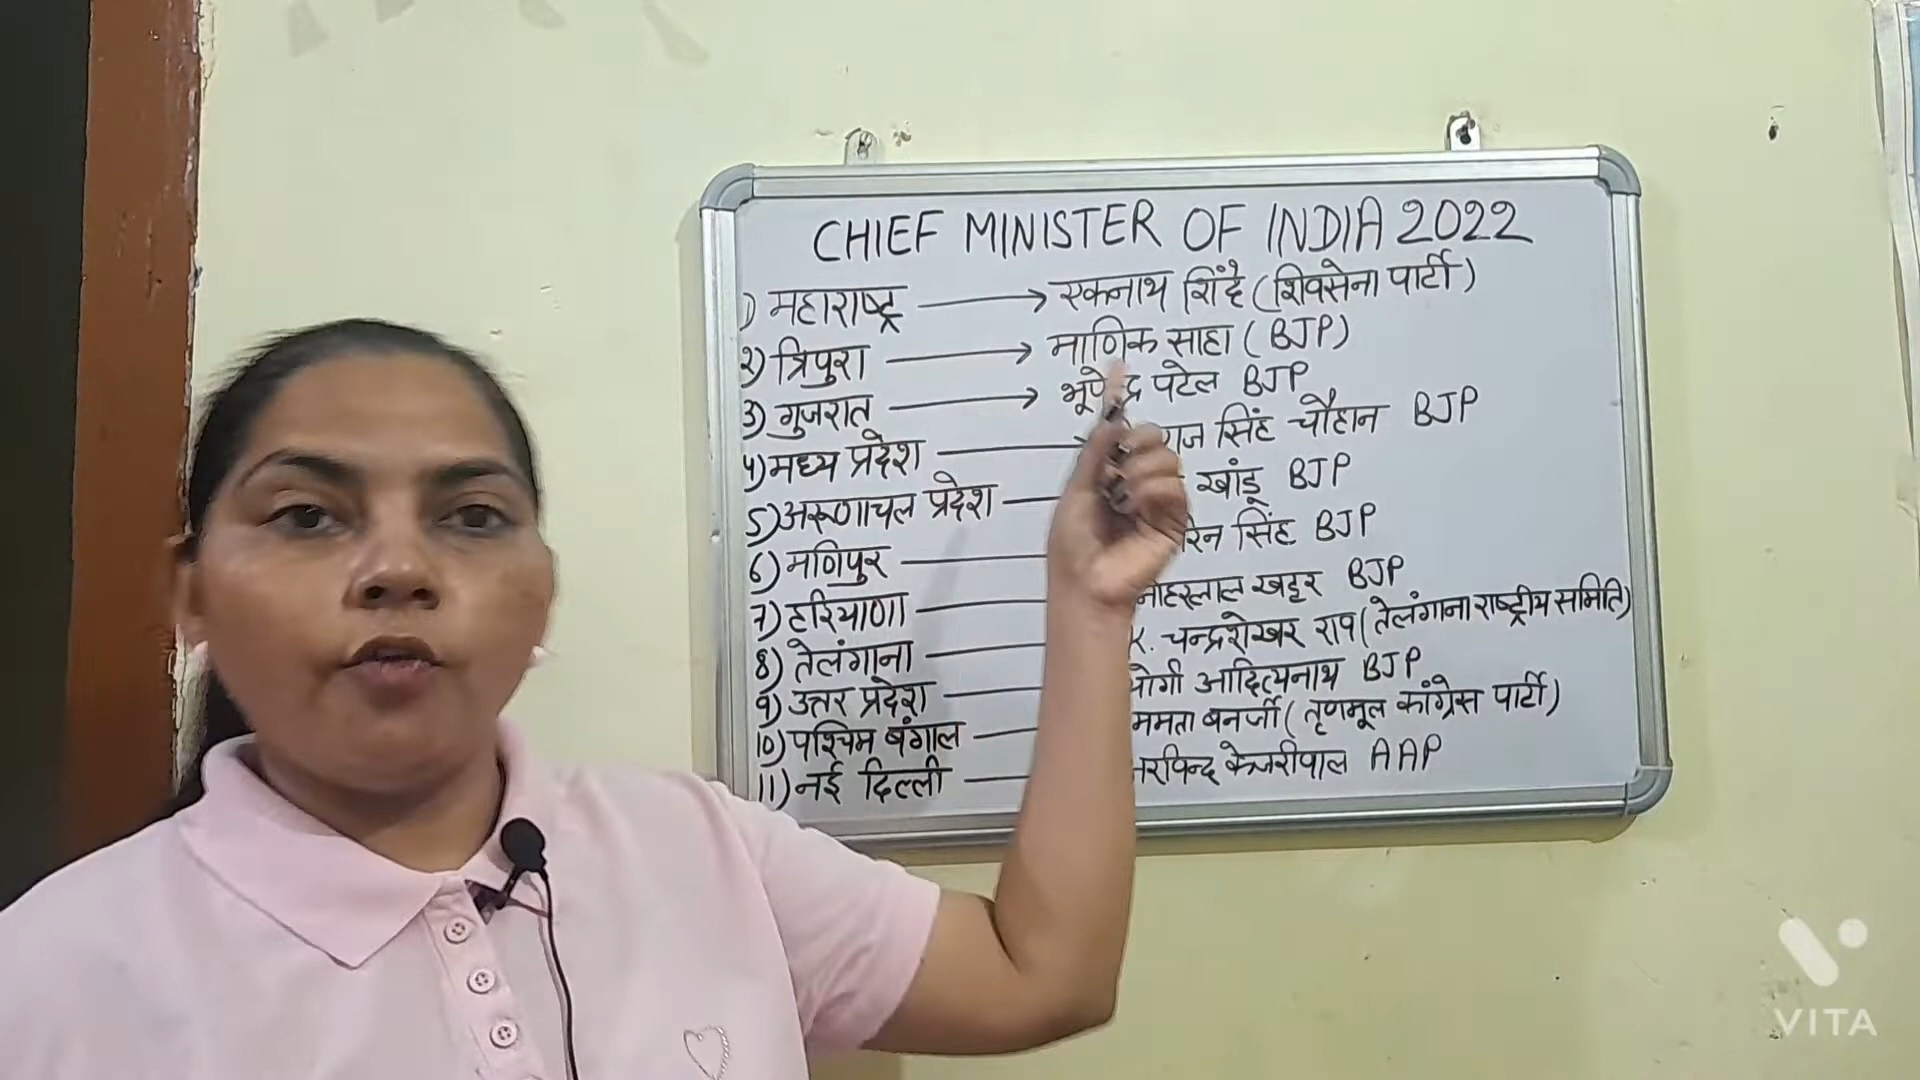 CHIEF MINISTER OF INDIA 2022
1) महाराष्ट्र → एकनाथ शिंदे (शिवसेना पार्टी)
2) त्रिपुरा → माणिक साहा (BJP)
3) गुजरात → पटेल BJP
4) मध्य प्रदेश → सिंह चौहान BJP
5) अरूणाचल प्रदेश खांडू BJP
6) मणिपुर सिंह BJP
7) हरियाणा खट्टर BJP
8) तेलंगाना चन्द्रशेखर राव (तेलंगाना राष्ट्रीय समिति)
9) उत्तर प्रदेश योगी आदित्यनाथ BJP
10) पश्चिम बंगाल ममता बनर्जी (तृणमूल कांग्रेस पार्टी)
11) नई दिल्ली केजरीवाल AAP
VITA